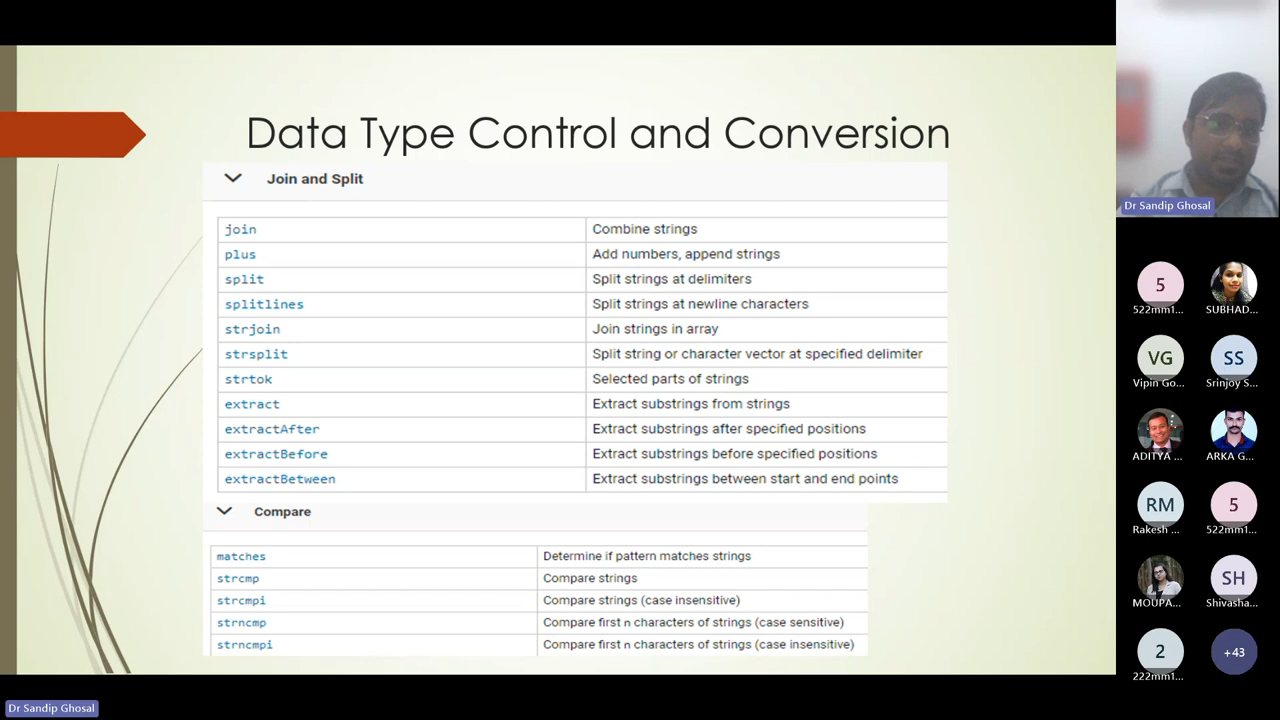 Data Type Control and Conversion
Join and Split
join Combine strings
plus Add numbers, append strings
split Split strings at delimiters
splitlines Split strings at newline characters
strjoin Join strings in array
strsplit Split string or character vector at specified delimiter
strtok Selected parts of strings
extract Extract substrings from strings
extractAfter Extract substrings after specified positions
extractBefore Extract substrings before specified positions
extractBetween Extract substrings between start and end points
Compare
matches Determine if pattern matches strings
strcmp Compare strings
strcmpi Compare strings (case insensitive)
strncmp Compare first n characters of strings (case sensitive)
strncmpi Compare first n characters of strings (case insensitive)
Dr Sandip Ghosal
5
522mm1... SUBHAD...
VG SS
Vipin Go... Srinjoy S...
ADITYA ... ARKA G...
RM 5
Rakesh ... 522mm1...
SH
MOUPA... Shivasha...
2 +43
222mm1...
Dr Sandip Ghosal